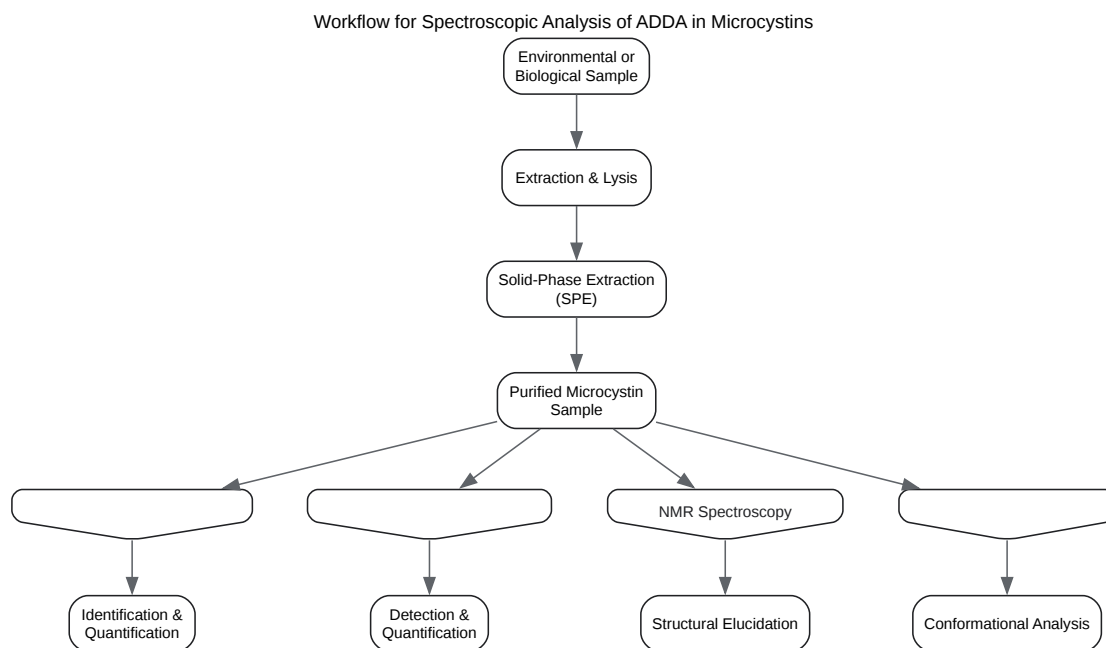 Workflow for Spectroscopic Analysis of ADDA in Microcystins
Environmental or
Biological Sample
Extraction & Lysis
Solid-Phase Extraction
(SPE)
Purified Microcystin
Sample
NMR Spectroscopy
Identification &
Quantification
Detection &
Quantification
Structural Elucidation
Conformational Analysis